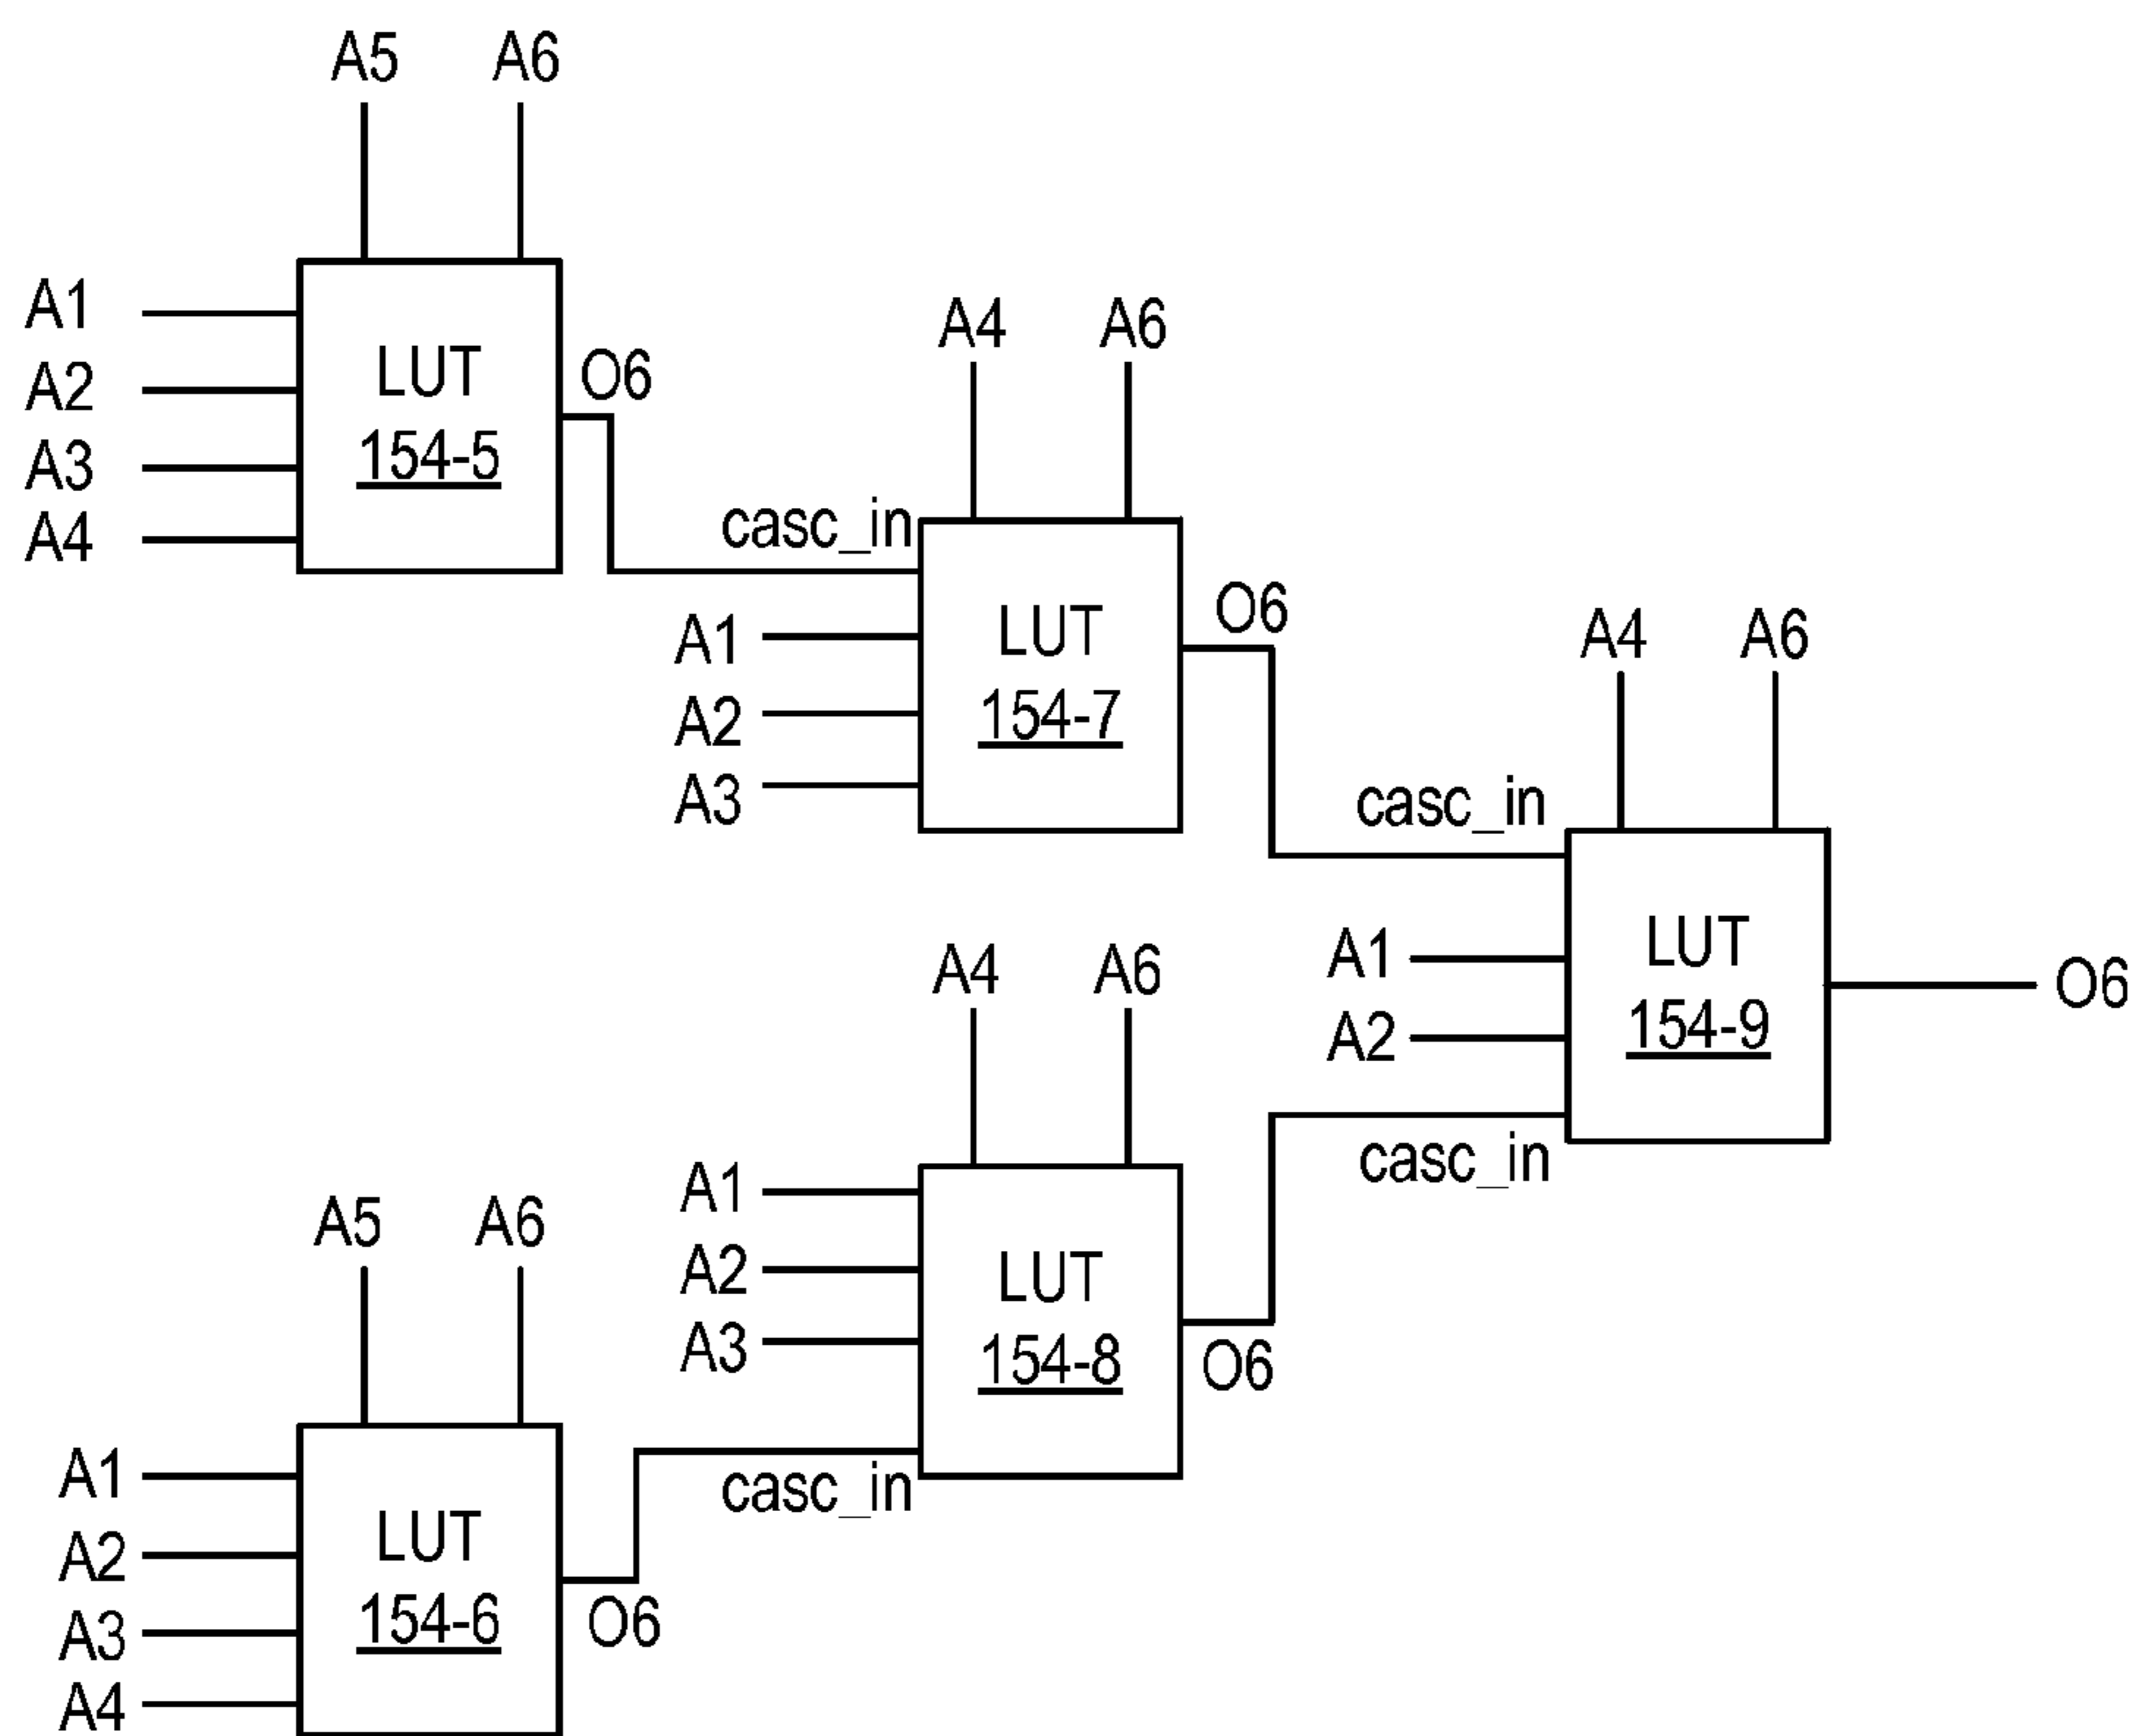 A5 A6
A1
A2
A3
A4
LUT
154-5
O6
A4 A6
casc_in
A1
A2
A3
LUT
154-7
O6
A4 A6
casc_in
A1
A2
casc_in
LUT
154-9
O6
A4 A6
A1
A2
A3
casc_in
LUT
154-8
O6
A5 A6
A1
A2
A3
A4
LUT
154-6
O6